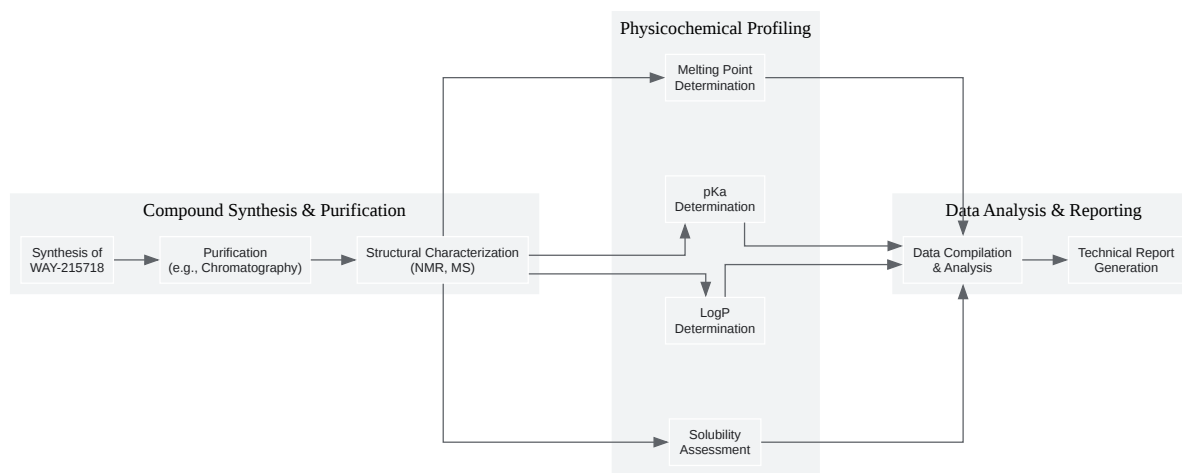 Physicochemical Profiling
Melting Point
Determination
pKa
Determination
Compound Synthesis & Purification
Data Analysis & Reporting
Synthesis of
WAY-215718
Purification
(e.g., Chromatography)
Structural Characterization
(NMR, MS)
Data Compilation
& Analysis
Technical Report
Generation
LogP
Determination
Solubility
Assessment